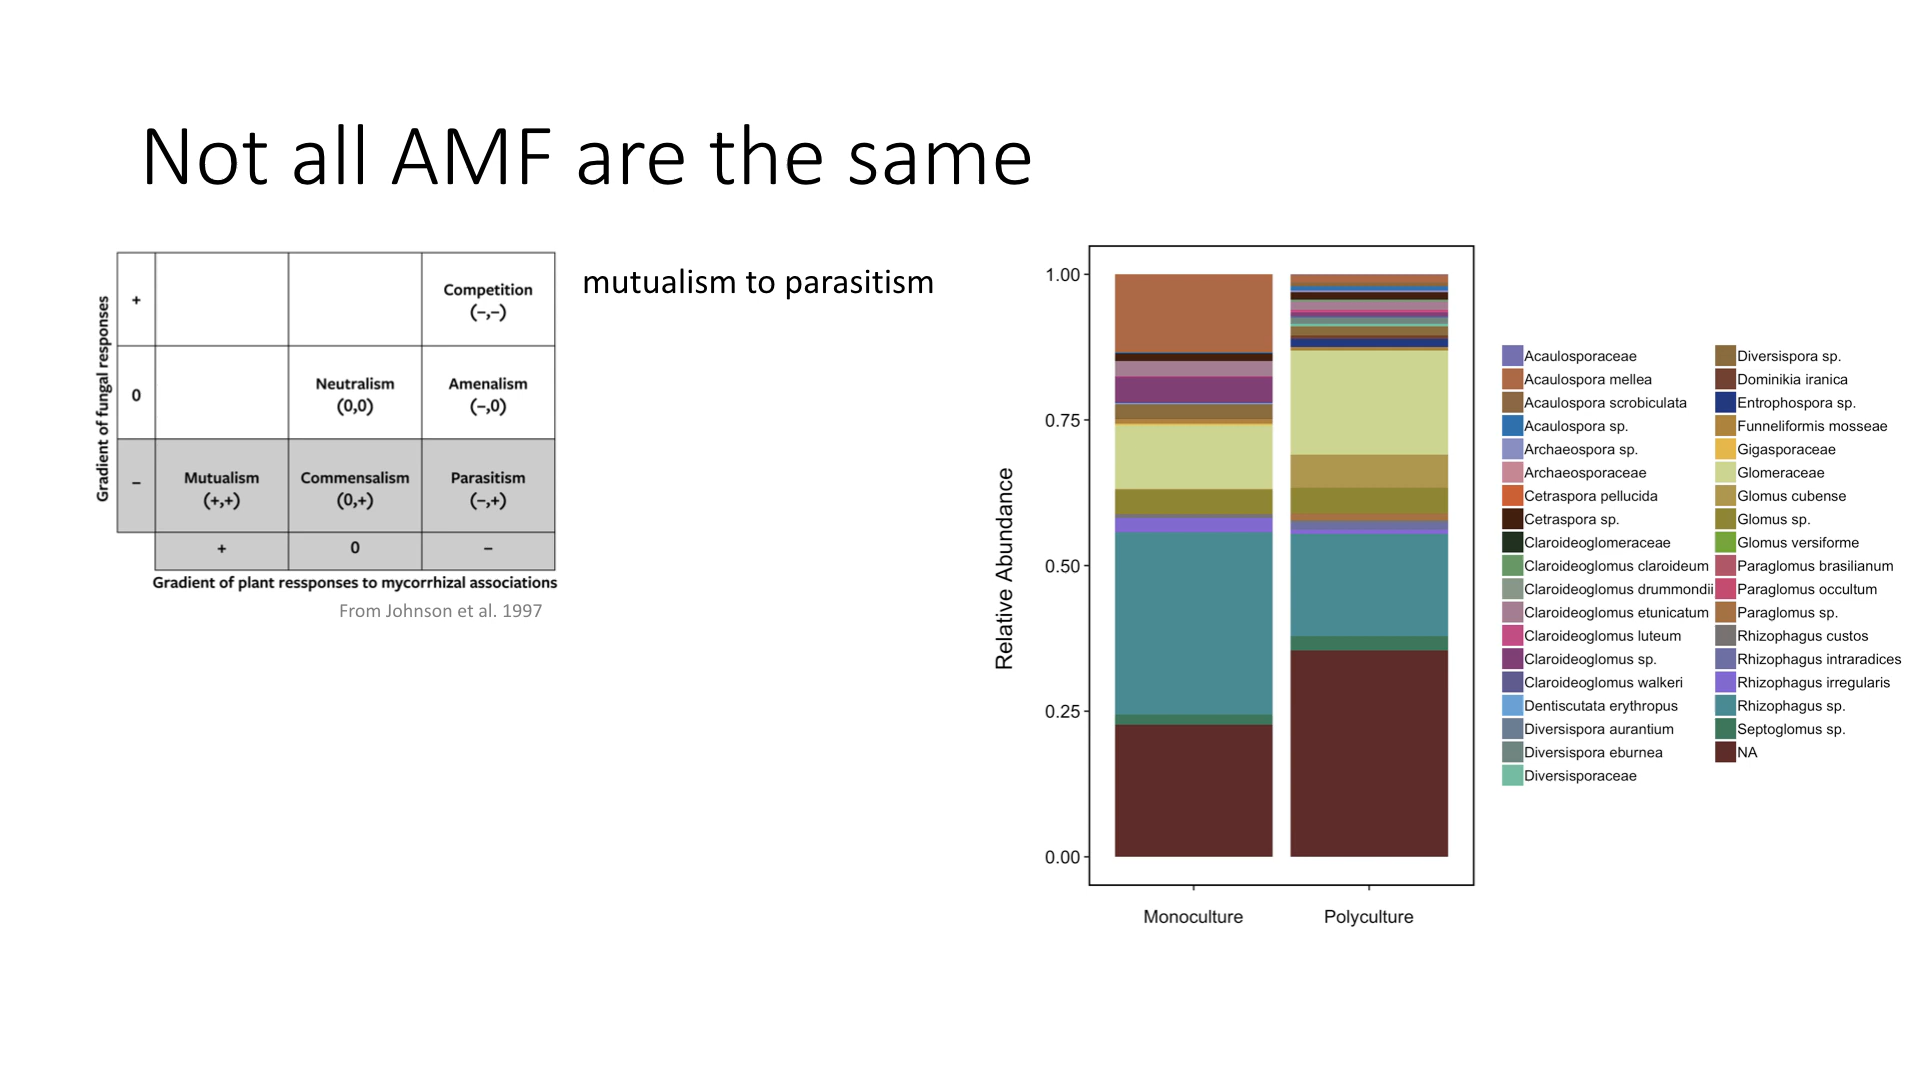 Not all AMF are the same
mutualism to parasitism
Gradient of fungal responses
+
Competition
(–,–)
0
Neutralism
(0,0)
Amenalism
(–,0)
–
Mutualism
(+,+)
Commensalism
(0,+)
Parasitism
(–,+)
+
0
–
Gradient of plant ressponses to mycorrhizal associations
From Johnson et al. 1997
Relative Abundance
1.00
0.75
0.50
0.25
0.00
Monoculture
Polyculture
Acaulosporaceae
Acaulospora mellea
Acaulospora scrobiculata
Acaulospora sp.
Archaeospora sp.
Archaeosporaceae
Cetraspora pellucida
Cetraspora sp.
Claroideoglomeraceae
Claroideoglomus claroideum
Claroideoglomus drummondii
Claroideoglomus etunicatum
Claroideoglomus luteum
Claroideoglomus sp.
Claroideoglomus walkeri
Dentiscutata erythropus
Diversispora aurantium
Diversispora eburnea
Diversisporaceae
Diversispora sp.
Dominikia iranica
Entrophospora sp.
Funneliformis mosseae
Gigasporaceae
Glomeraceae
Glomus cubense
Glomus sp.
Glomus versiforme
Paraglomus brasilianum
Paraglomus occultum
Paraglomus sp.
Rhizophagus custos
Rhizophagus intraradices
Rhizophagus irregularis
Rhizophagus sp.
Septoglomus sp.
NA